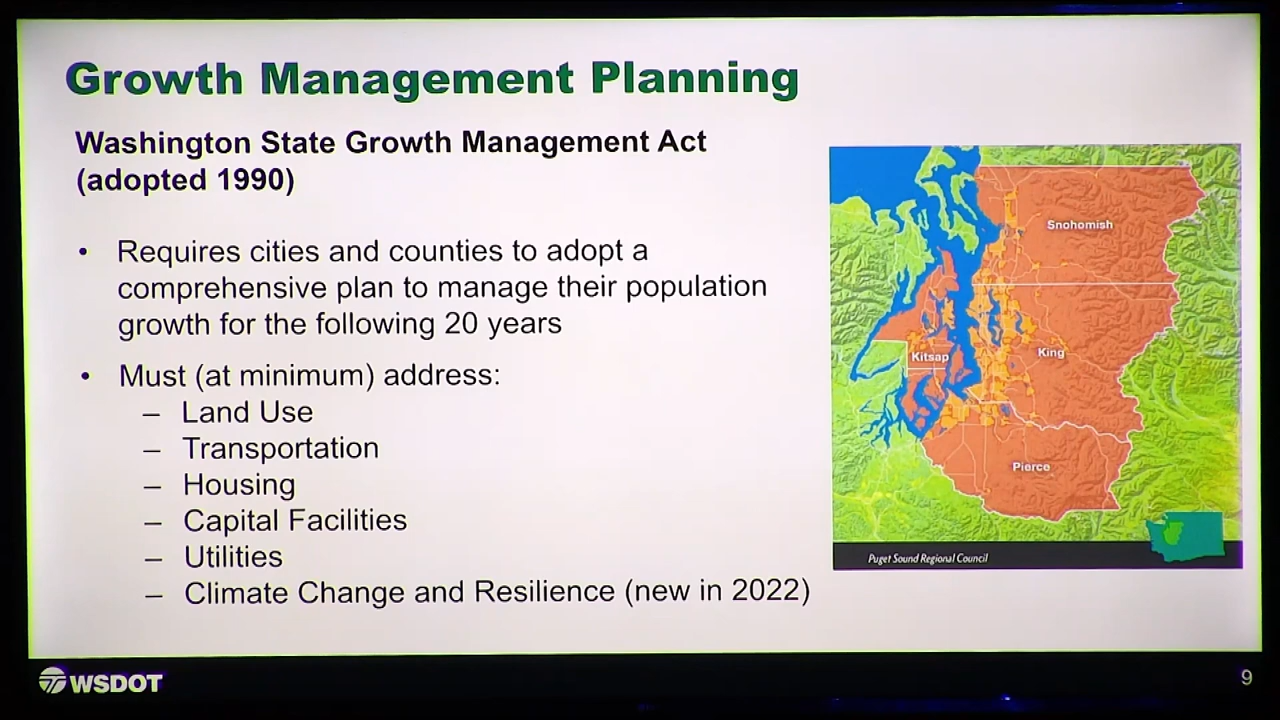 Growth Management Planning
Washington State Growth Management Act
(adopted 1990)
• Requires cities and counties to adopt a
comprehensive plan to manage their population
growth for the following 20 years
• Must (at minimum) address:
– Land Use
– Transportation
– Housing
– Capital Facilities
– Utilities
– Climate Change and Resilience (new in 2022)
Snohomish
King
Kitsap
Pierce
Puget Sound Regional Council
WSDOT
9